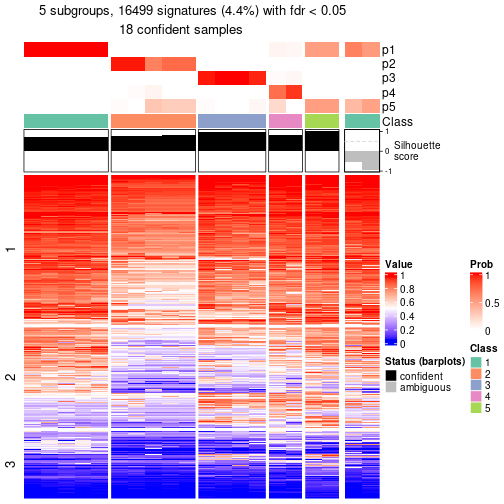 5 subgroups, 16499 signatures (4.4%) with fdr < 0.05
18 confident samples
p1
p2
p3
p4
p5
Class
1
0
-1
Silhouette
score
1
2
3
Value
1
0.8
0.6
0.4
0.2
0
Prob
1
0.5
0
Status (barplots)
confident
ambiguous
Class
1
2
3
4
5